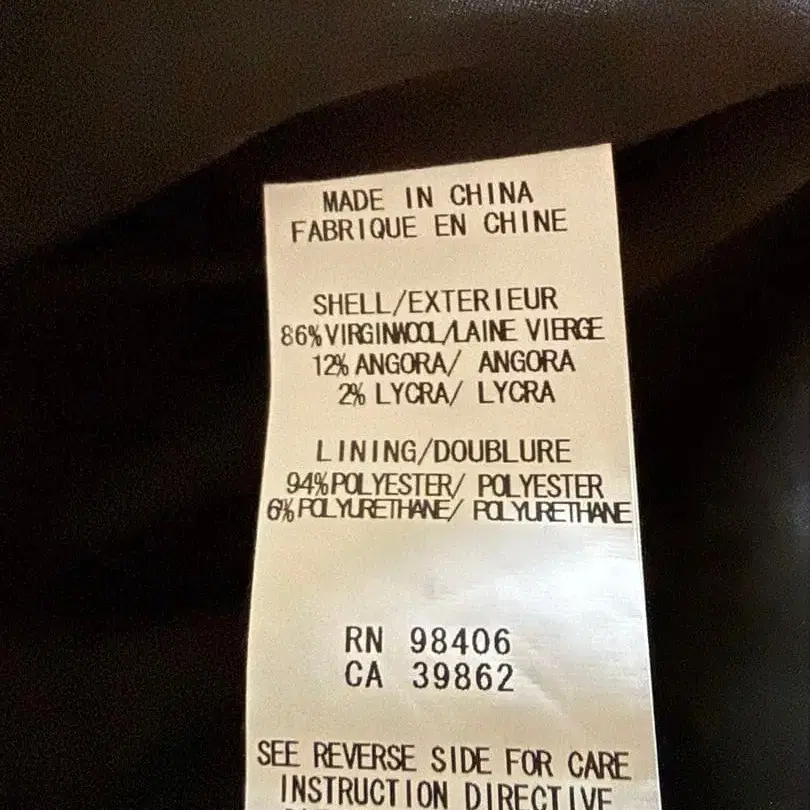 MADE IN CHINA
FABRIQUE EN CHINE
SHELL/EXTERIEUR
86% VIRGINWOOL/LAINE VIERGE
12% ANGORA/ ANGORA
2% LYCRA/ LYCRA
LINING/DOUBLURE
94% POLYESTER/ POLYESTER
6% POLYURETHANE/ POLYURETHANE
RN 98406
CA 39862
SEE REVERSE SIDE FOR CARE
INSTRUCTION DIRECTIVE